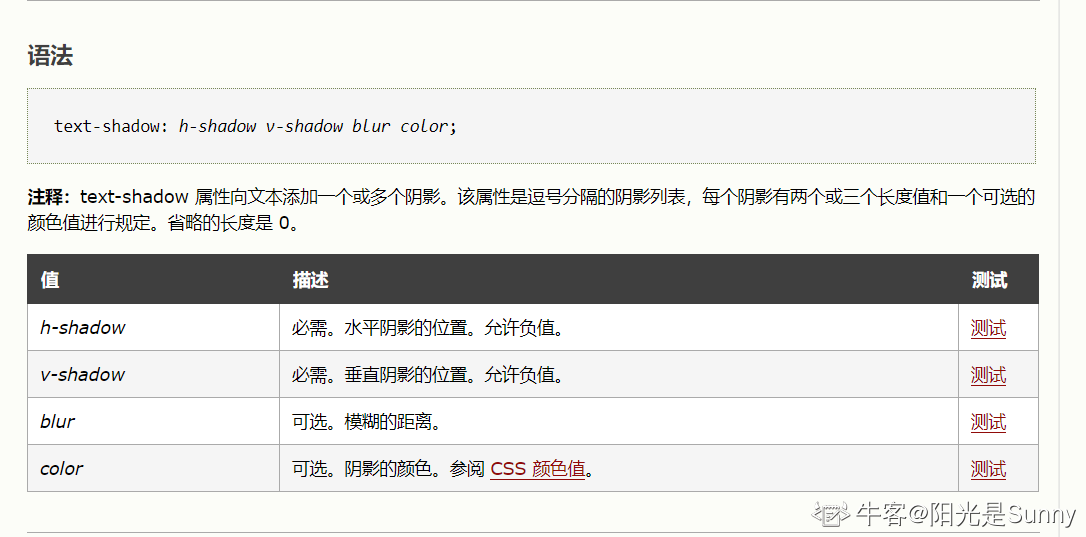 语法
text-shadow: h-shadow v-shadow blur color;
注释：text-shadow 属性向文本添加一个或多个阴影。该属性是逗号分隔的阴影列表，每个阴影有两个或三个长度值和一个可选的
颜色值进行规定。省略的长度是 0。
值 描述 测试
h-shadow 必需。水平阴影的位置。允许负值。 测试
v-shadow 必需。垂直阴影的位置。允许负值。 测试
blur 可选。模糊的距离。 测试
color 可选。阴影的颜色。参阅 CSS 颜色值。 测试
牛客@阳光是Sunny